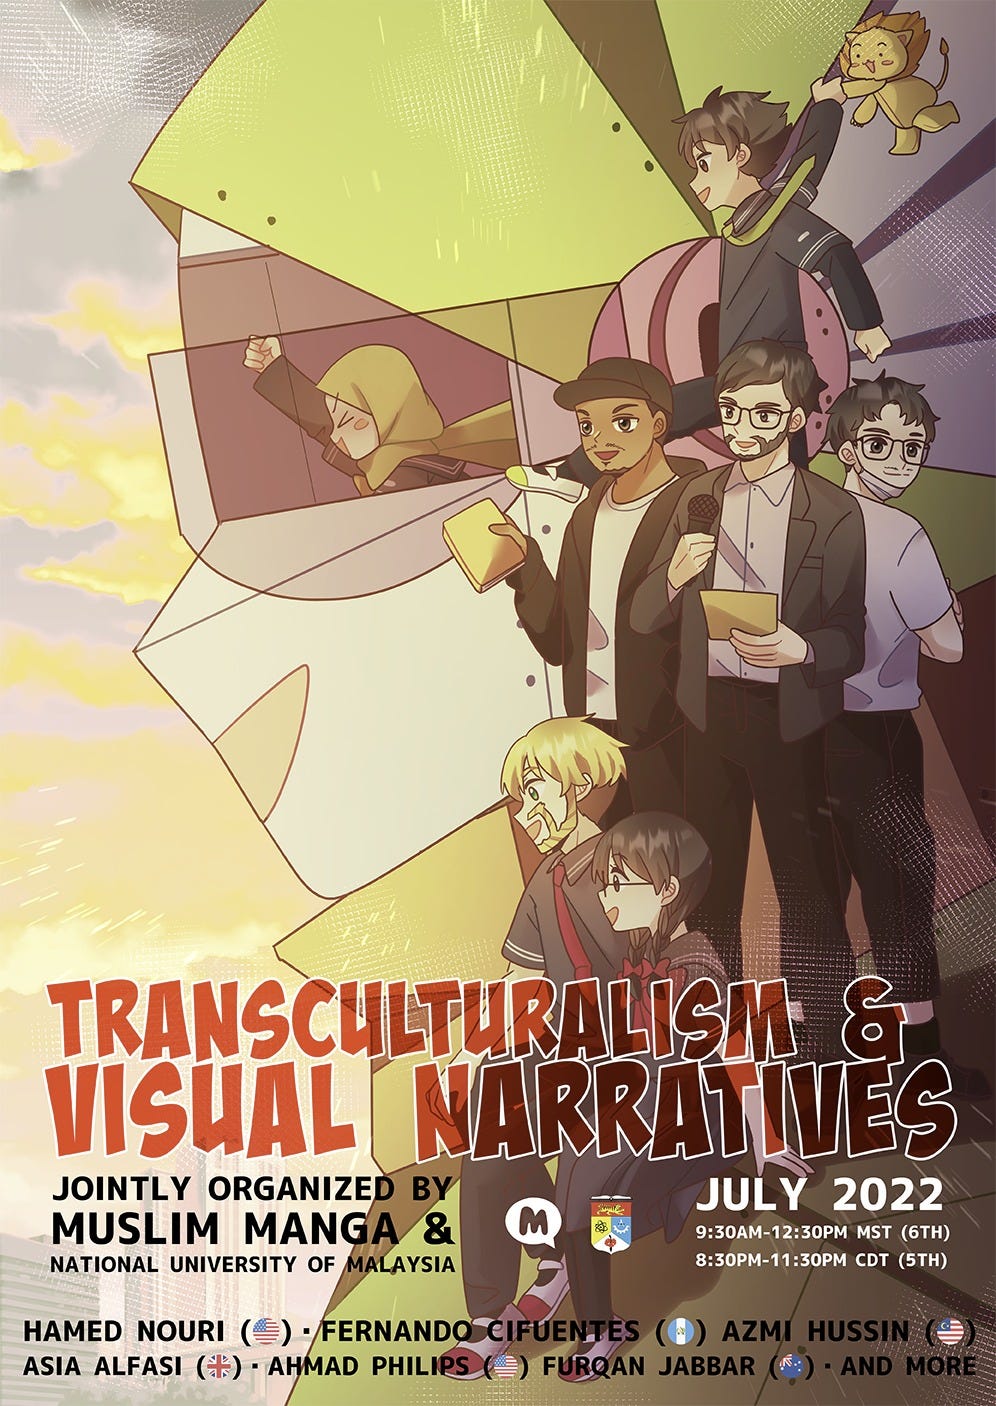 TRANSCULTURALISM &
VISUAL NARRATIVES
JOINTLY ORGANIZED BY
MUSLIM MANGA &
NATIONAL UNIVERSITY OF MALAYSIA
M
JULY 2022
9:30AM-12:30PM MST (6TH)
8:30PM-11:30PM CDT (5TH)
HAMED NOURI () · FERNANDO CIFUENTES () AZMI HUSSIN ()
ASIA ALFASI () · AHMAD PHILIPS () FURQAN JABBAR () · AND MORE